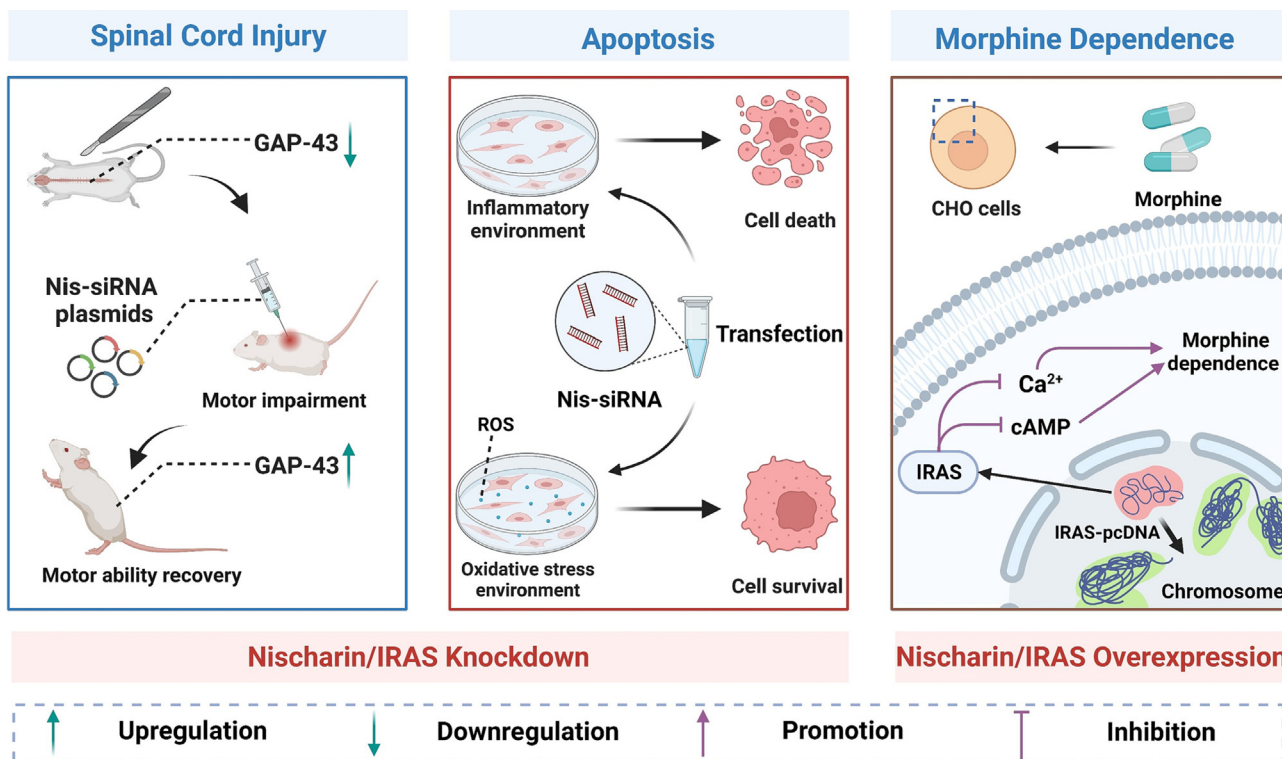 Spinal Cord Injury
GAP-43
Nis-siRNA
plasmids
Motor impairment
GAP-43
Motor ability recovery
Apoptosis
Inflammatory
environment
Cell death
Transfection
Nis-siRNA
ROS
Oxidative stress
environment
Cell survival
Morphine Dependence
CHO cells
Morphine
Morphine
dependence
Ca²⁺
cAMP
IRAS
IRAS-pcDNA
Chromosome
Nischarin/IRAS Knockdown
Nischarin/IRAS Overexpression
Upregulation
Downregulation
Promotion
Inhibition